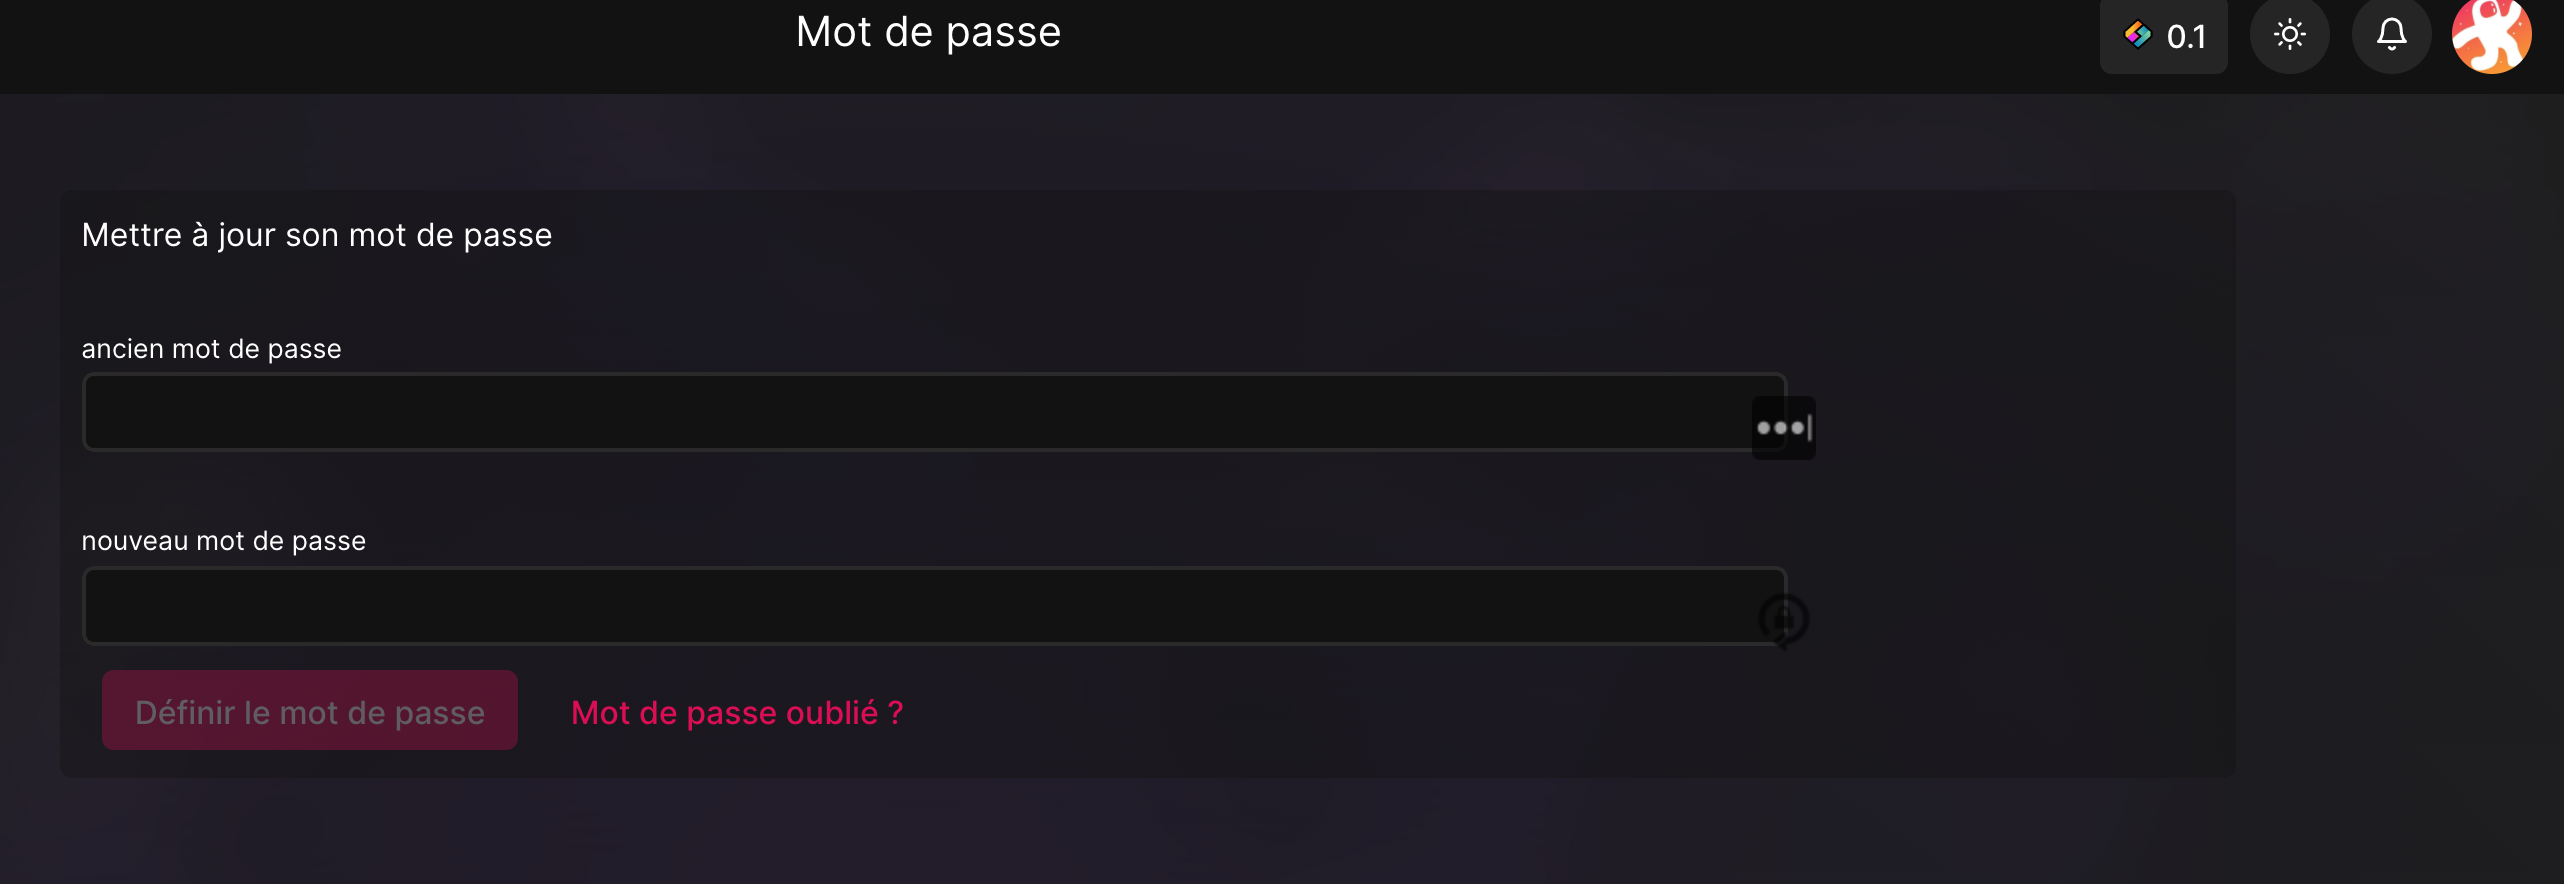 Mot de passe
0.1
Mettre à jour son mot de passe
ancien mot de passe
nouveau mot de passe
Définir le mot de passe
Mot de passe oublié ?